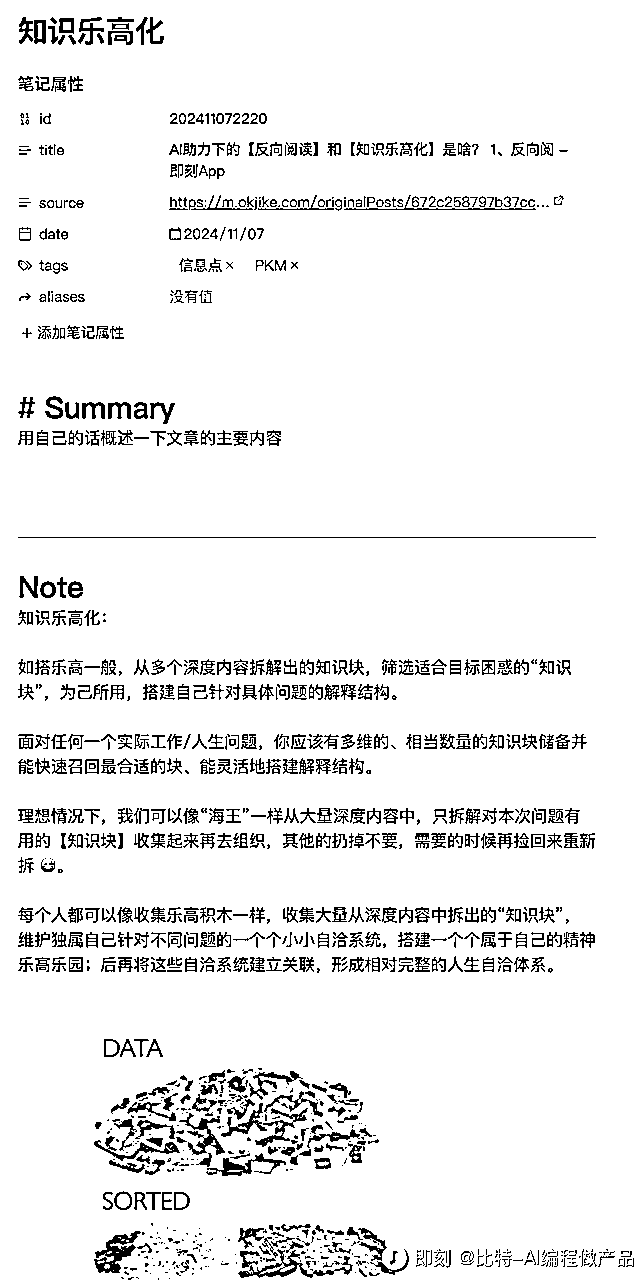 知识乐高化
笔记属性
id 202411072220
title AI助力下的【反向阅读】和【知识乐高化】是啥？ 1、反向阅 -
即刻App
source https://m.okjike.com/originalPosts/672c258797b37cc...
date 2024/11/07
tags 信息点× PKM×
aliases 没有值
+ 添加笔记属性
# Summary
用自己的话概述一下文章的主要内容
Note
知识乐高化：
如搭乐高一般，从多个深度内容拆解出的知识块，筛选适合目标困惑的“知识
块”，为己所用，搭建自己针对具体问题的解释结构。
面对任何一个实际工作/人生问题，你应该有多维的、相当数量的知识块储备并
能快速召回最合适的块、能灵活地搭建解释结构。
理想情况下，我们可以像“海王”一样从大量深度内容中，只拆解对本次问题有
用的【知识块】收集起来再去组织，其他的扔掉不要，需要的时候再捡回来重新
拆 😀。
每个人都可以像收集乐高积木一样，收集大量从深度内容中拆出的“知识块”，
维护独属自己针对不同问题的一个个小小自洽系统，搭建一个个属于自己的精神
乐高乐园；后再将这些自洽系统建立关联，形成相对完整的人生自洽体系。
DATA
SORTED
即刻 @比特-AI编程做产品